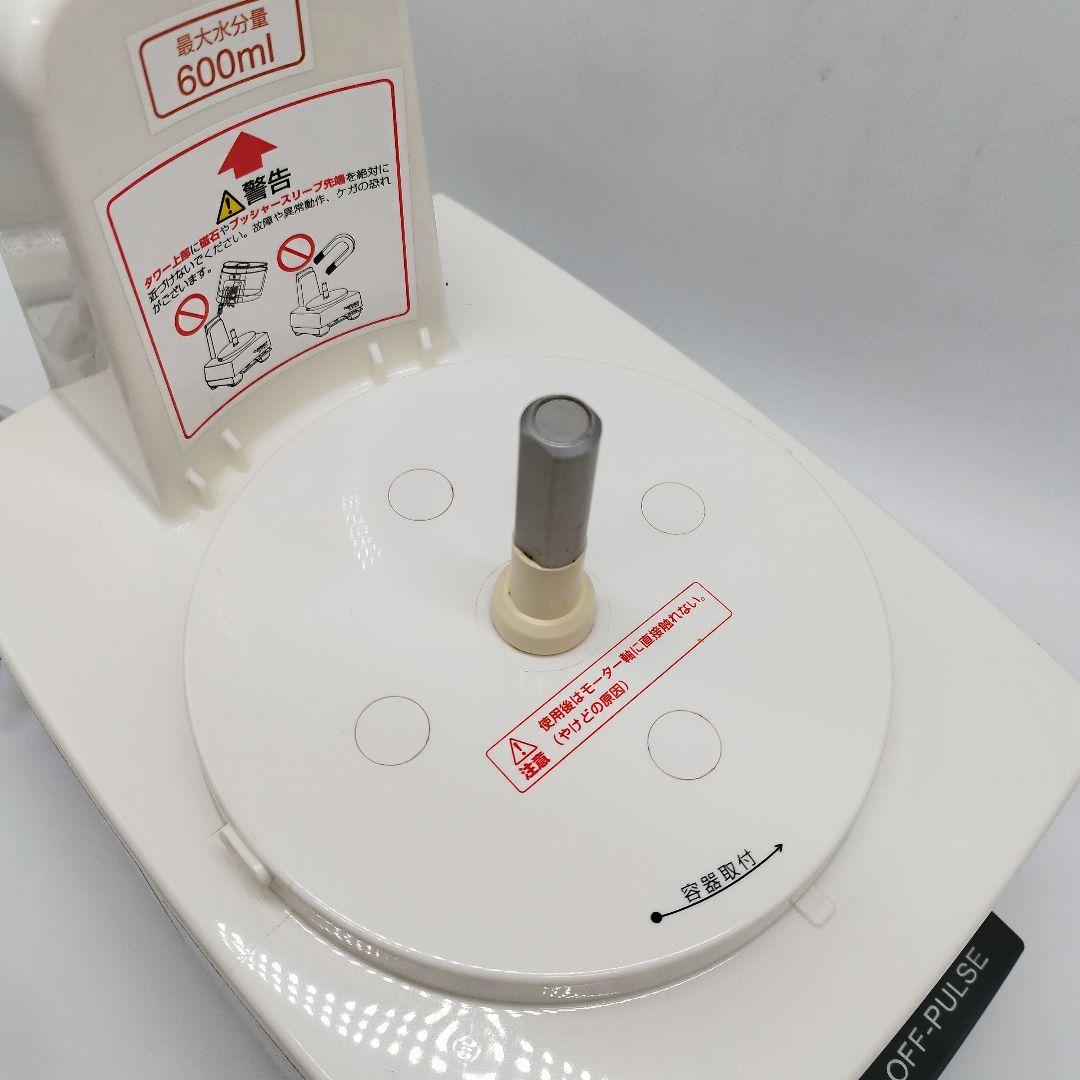 最大水分量
600ml
警告
タワー上部に磁石やプッシャースリーブ先端を絶対に
近づけないでください。故障や異常動作、ケガの恐れ
がございます。
使用後はモーター軸に直接触れない。
注意 (やけどの原因)
容器取付
OFF-PULSE